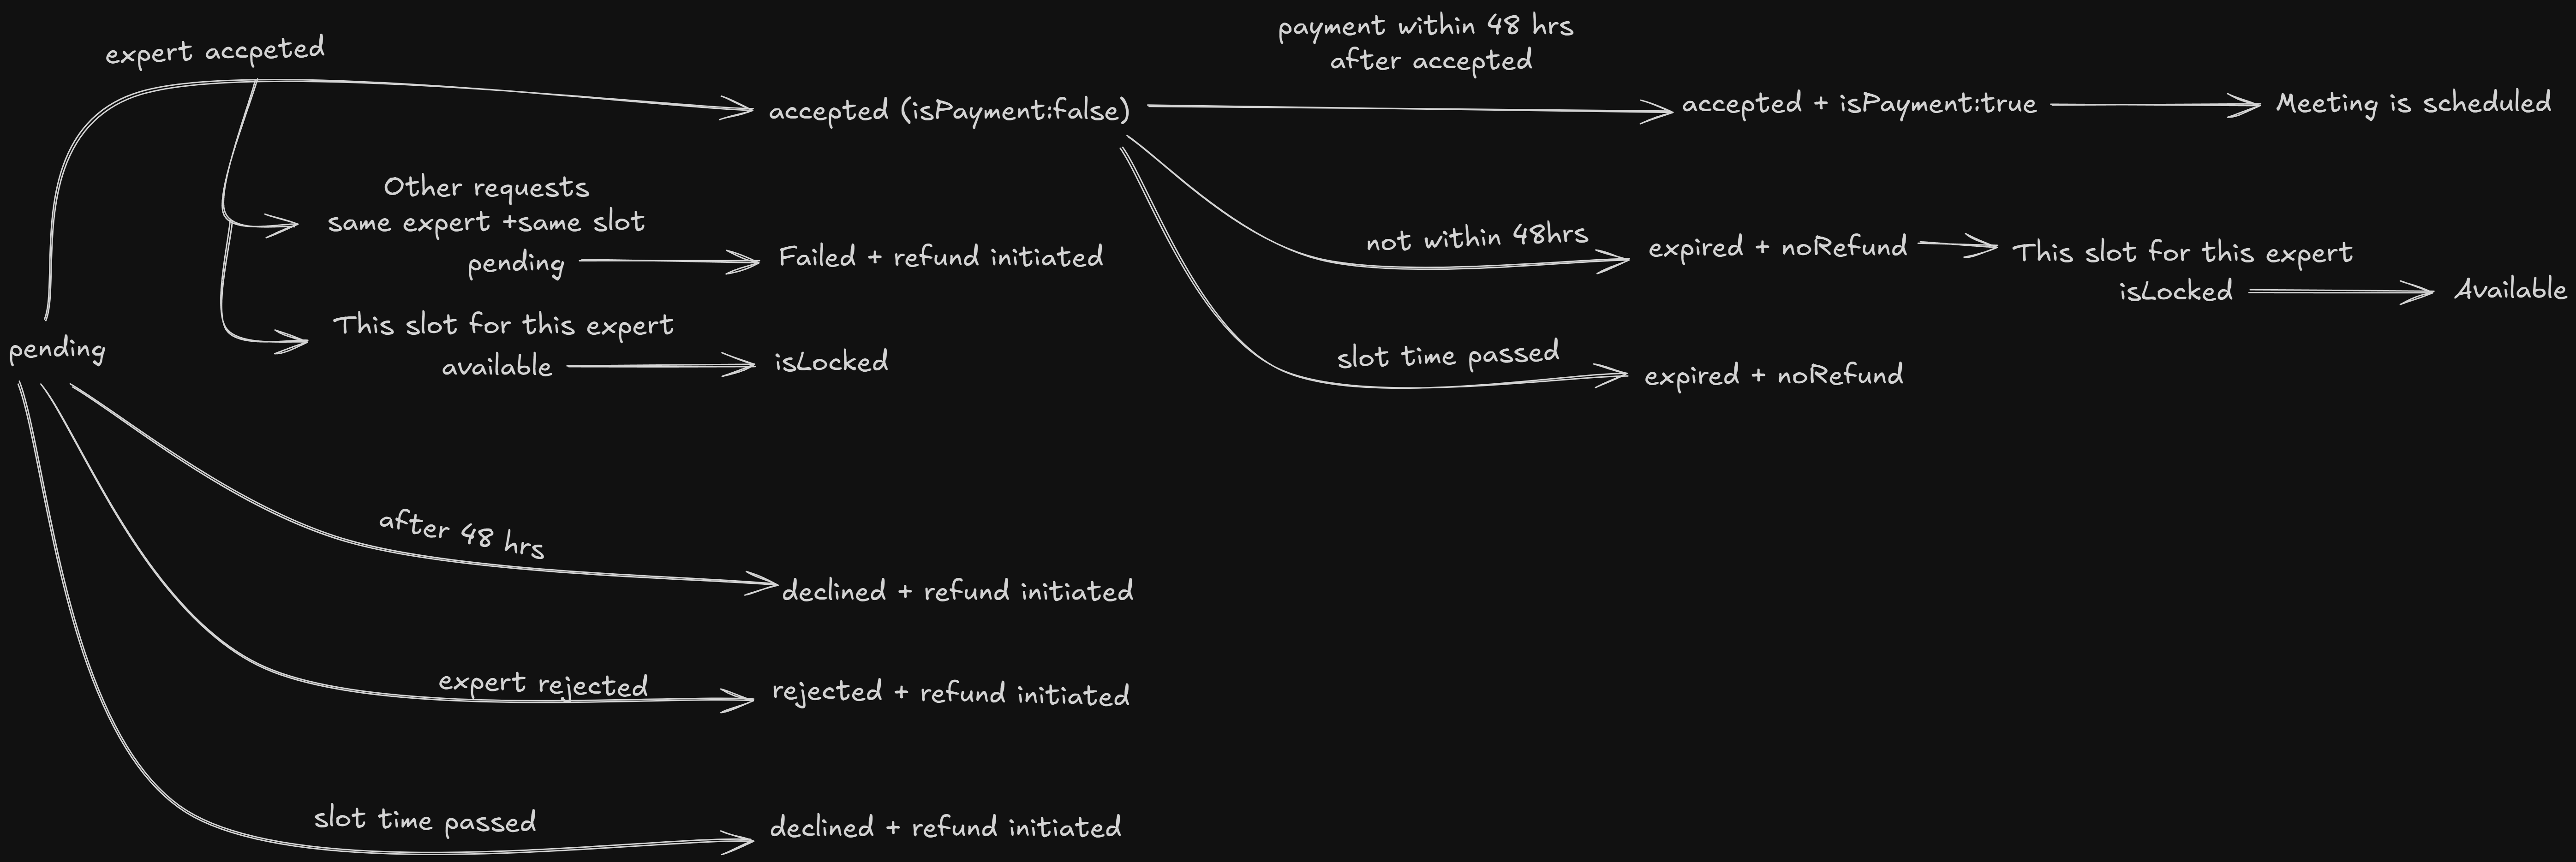 expert accpeted
payment within 48 hrs
after accepted
accepted (isPayment:false)
accepted + isPayment:true
Meeting is scheduled
Other requests
same expert +same slot
pending
Failed + refund initiated
not within 48hrs
expired + noRefund
This slot for this expert
isLocked
Available
This slot for this expert
available
isLocked
slot time passed
expired + noRefund
pending
after 48 hrs
declined + refund initiated
expert rejected
rejected + refund initiated
slot time passed
declined + refund initiated